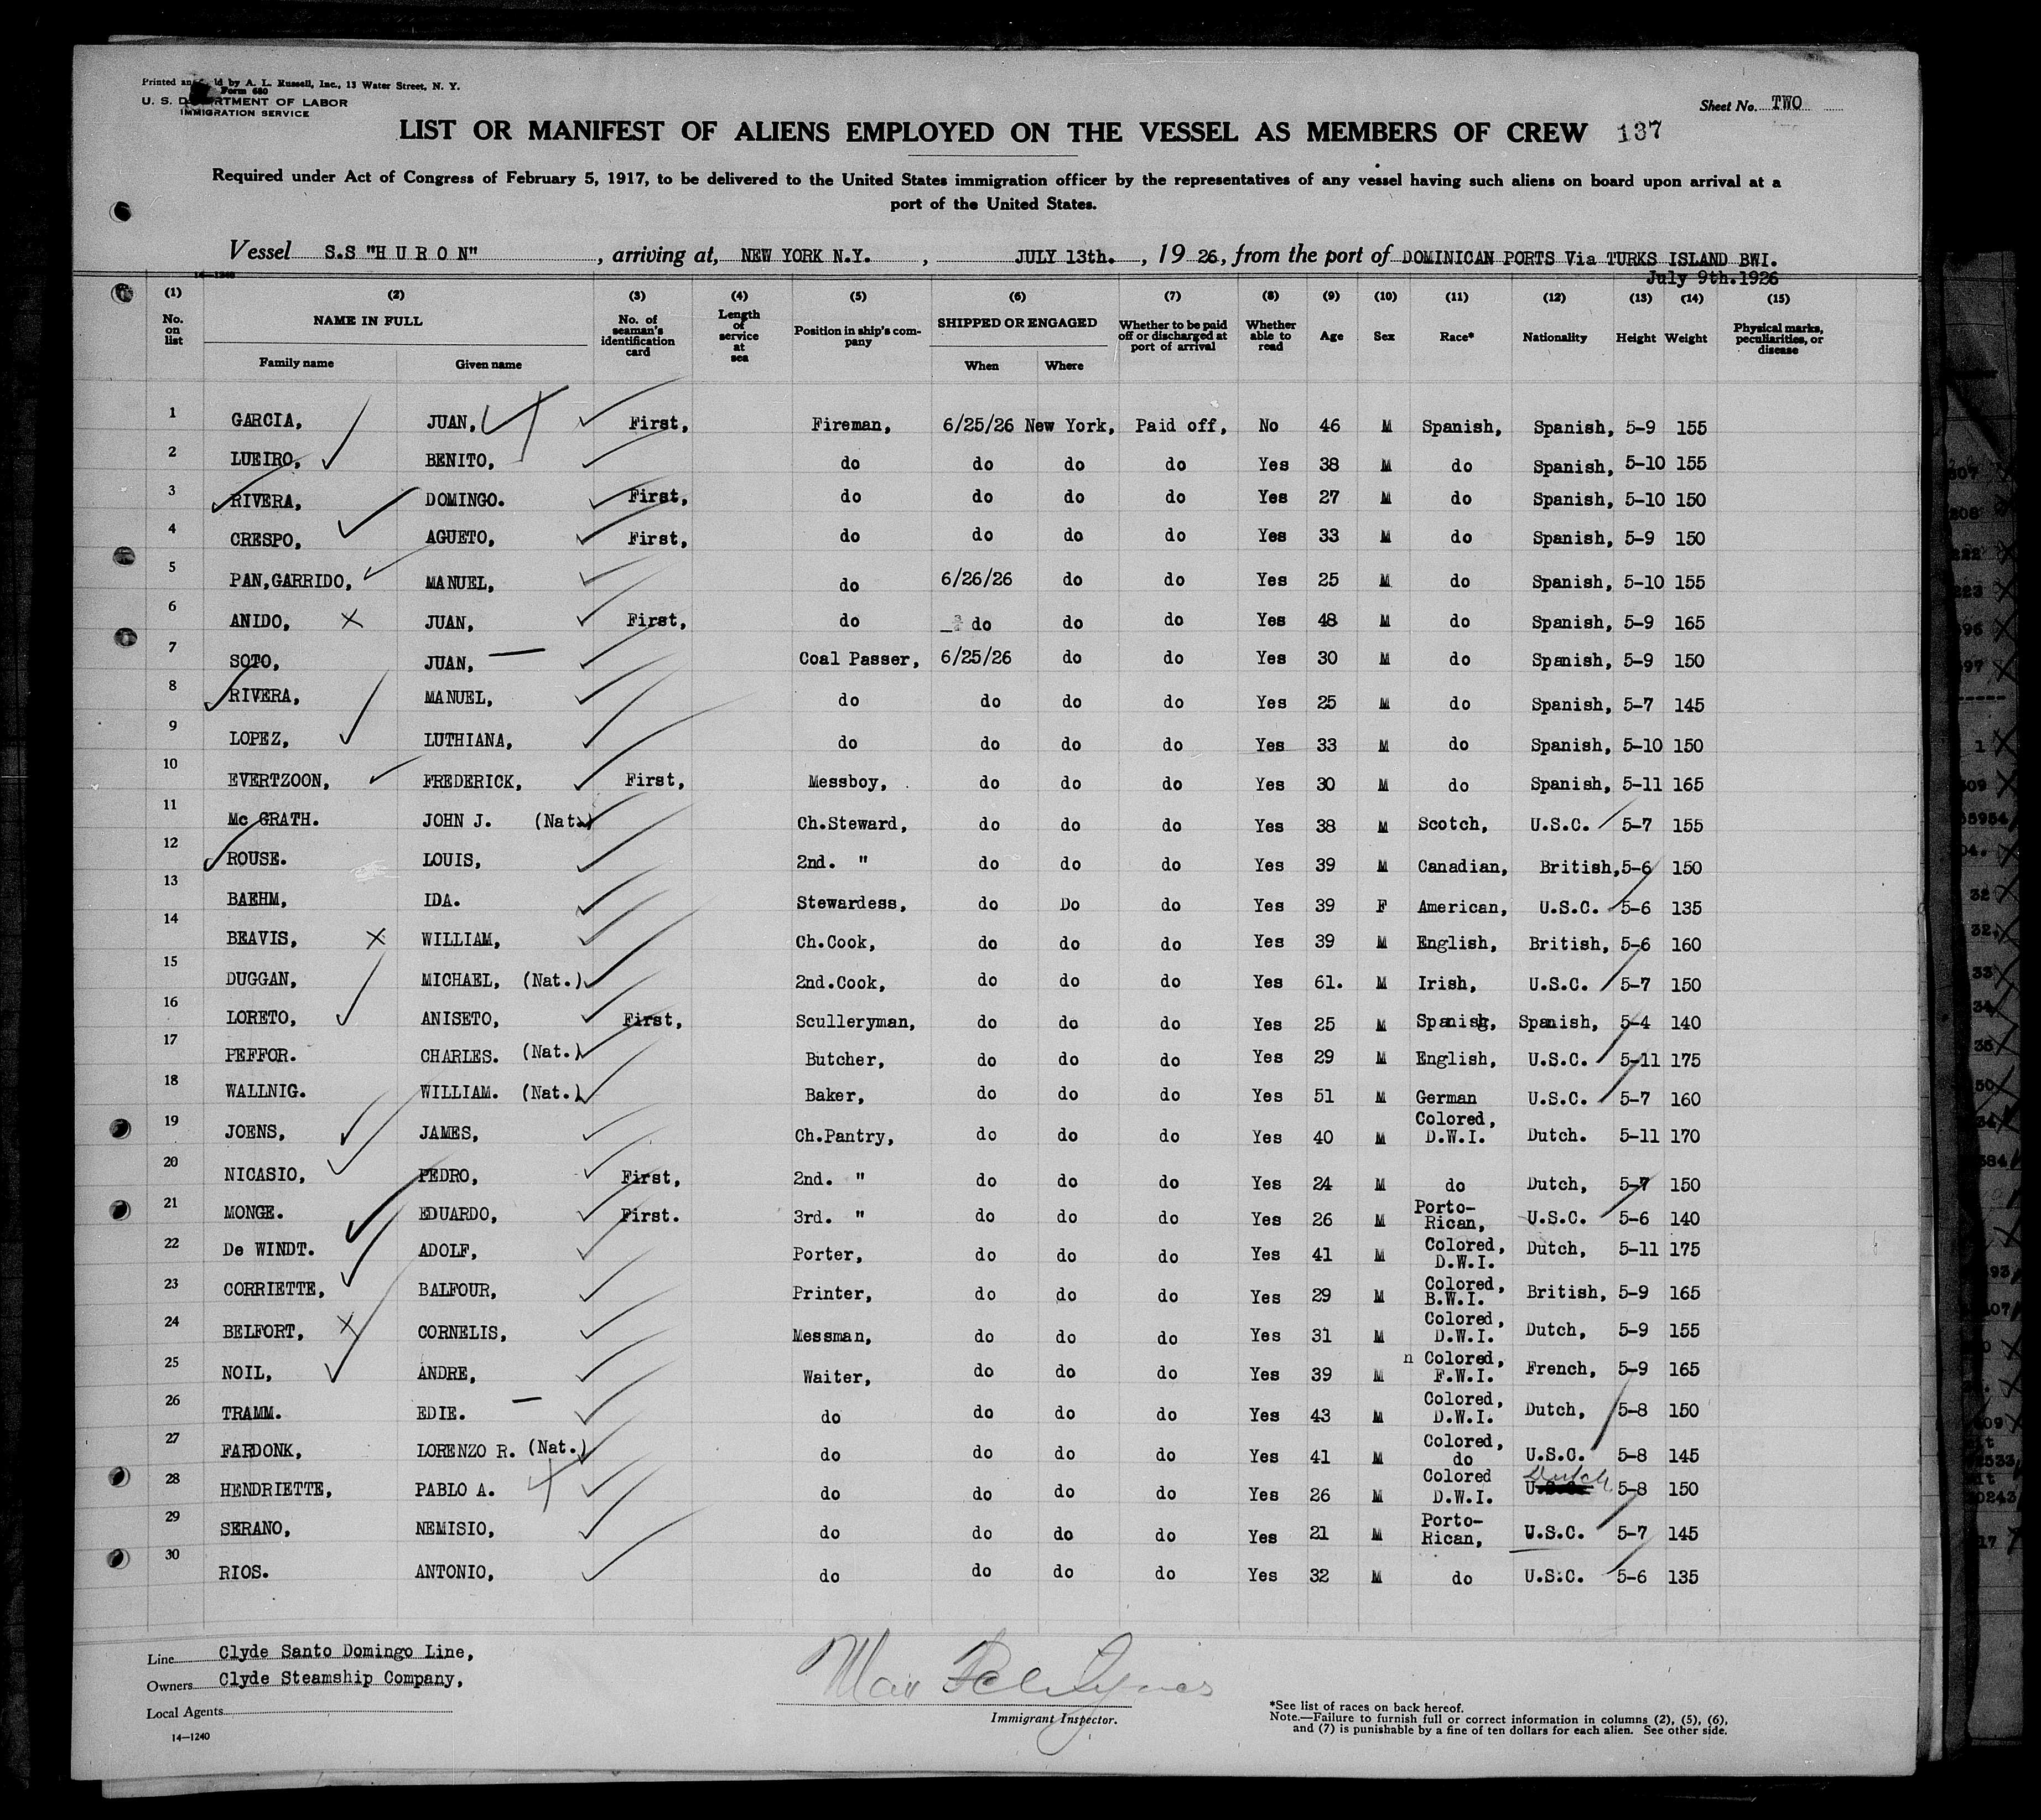 Printed and Sold by A. L. Russell, Inc., 13 Water Street, N. Y.
Form 680
U. S. DEPARTMENT OF LABOR
IMMIGRATION SERVICE
Sheet No. TWO
LIST OR MANIFEST OF ALIENS EMPLOYED ON THE VESSEL AS MEMBERS OF CREW 137
Required under Act of Congress of February 5, 1917, to be delivered to the United States immigration officer by the representatives of any vessel having such aliens on board upon arrival at a
port of the United States.
Vessel S.S "H U R O N", arriving at, NEW YORK N.Y., JULY 13th., 19 26, from the port of DOMINICAN PORTS Via TURKS ISLAND BWI.
July 9th.1926
14-1240
(1) (2) (3) (4) (5) (6) (7) (8) (9) (10) (11) (12) (13) (14) (15)
No. on list NAME IN FULL Family name Given name No. of seaman's identification card Length of service at sea Position in ship's company SHIPPED OR ENGAGED When Where Whether to be paid off or discharged at port of arrival Whether able to read Age Sex Race* Nationality Height Weight Physical marks, peculiarities, or disease
1 GARCIA, JUAN, First, Fireman, 6/25/26 New York, Paid off, No 46 M Spanish, Spanish, 5-9 155
2 LUEIRO, BENITO, do do do do Yes 38 M do Spanish, 5-10 155
3 RIVERA, DOMINGO. First, do do do do Yes 27 M do Spanish, 5-10 150
4 CRESPO, AGUETO, First, do do do do Yes 33 M do Spanish, 5-9 150
5 PAN,GARRIDO, MANUEL, do 6/26/26 do do Yes 25 M do Spanish, 5-10 155
6 ANIDO, JUAN, First, do do do do Yes 48 M do Spanish, 5-9 165
7 SOTO, JUAN, Coal Passer, 6/25/26 do do Yes 30 M do Spanish, 5-9 150
8 RIVERA, MANUEL, do do do do Yes 25 M do Spanish, 5-7 145
9 LOPEZ, LUTHIANA, do do do do Yes 33 M do Spanish, 5-10 150
10 EVERTZOON, FREDERICK, First, Messboy, do do do Yes 30 M do Spanish, 5-11 165
11 Mc GRATH. JOHN J. (Nat.) Ch.Steward, do do do Yes 38 M Scotch, U.S.C. 5-7 155
12 ROUSE. LOUIS, 2nd. " do do do Yes 39 M Canadian, British, 5-6 150
13 BAEHM, IDA. Stewardess, do Do do Yes 39 F American, U.S.C. 5-6 135
14 BEAVIS, WILLIAM, Ch.Cook, do do do Yes 39 M English, British, 5-6 160
15 DUGGAN, MICHAEL, (Nat.) 2nd.Cook, do do do Yes 61. M Irish, U.S.C. 5-7 150
16 LORETO, ANISETO, First, Sculleryman, do do do Yes 25 M Spanish, Spanish, 5-4 140
17 PEFFOR. CHARLES. (Nat.) Butcher, do do do Yes 29 M English, U.S.C. 5-11 175
18 WALLNIG. WILLIAM. (Nat.) Baker, do do do Yes 51 M German U.S.C. 5-7 160
19 JOENS, JAMES, Ch.Pantry, do do do Yes 40 M Colored, D.W.I. Dutch. 5-11 170
20 NICASIO, PEDRO, First, 2nd. " do do do Yes 24 M do Dutch, 5-7 150
21 MONGE. EDUARDO, First. 3rd. " do do do Yes 26 M Porto-Rican, U.S.C. 5-6 140
22 De WINDT. ADOLF, Porter, do do do Yes 41 M Colored, D.W.I. Dutch, 5-11 175
23 CORRIETTE, BALFOUR, Printer, do do do Yes 29 M Colored, B.W.I. British, 5-9 165
24 BELFORT, CORNELIS, Messman, do do do Yes 31 M Colored, D.W.I. Dutch, 5-9 155
25 NOIL, ANDRE, Waiter, do do do Yes 39 M n Colored, F.W.I. French, 5-9 165
26 TRAMM. EDIE. do do do do Yes 43 M Colored, D.W.I. Dutch, 5-8 150
27 FARDONK, LORENZO R. (Nat.) do do do do Yes 41 M Colored, do U.S.C. 5-8 145
28 HENDRIETTE, PABLO A. do do do do Yes 26 M Colored D.W.I. Dutch 5-8 150
29 SERANO, NEMISIO, do do do do Yes 21 M Porto-Rican, U.S.C. 5-7 145
30 RIOS. ANTONIO, do do do do Yes 32 M do U.S.C. 5-6 135
Line Clyde Santo Domingo Line,
Owners Clyde Steamship Company,
Local Agents
14-1240
Immigrant Inspector.
*See list of races on back hereof.
Note.—Failure to furnish full or correct information in columns (2), (5), (6),
and (7) is punishable by a fine of ten dollars for each alien. See other side.